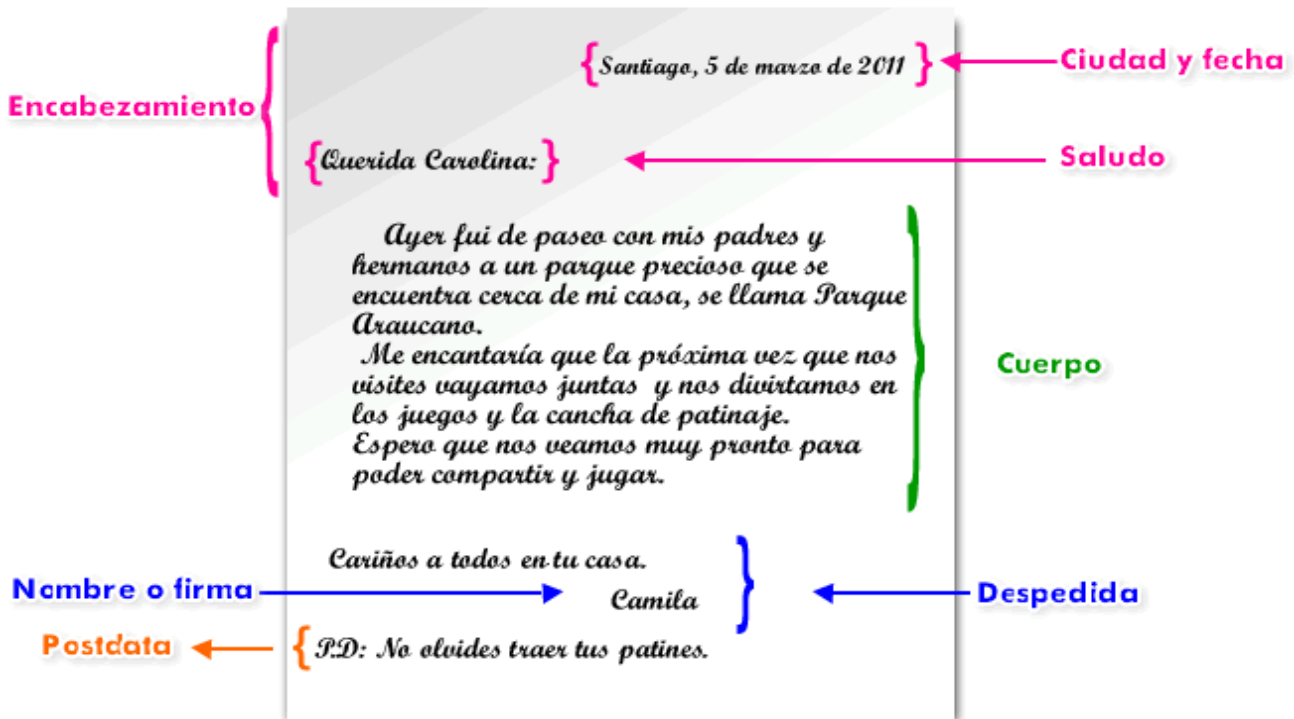 Santiago, 5 de marzo de 2011
Ciudad y fecha
Encabezamiento
Querida Carolina:
Saludo
Ayer fui de paseo con mis padres y
hermanos a un parque precioso que se
encuentra cerca de mi casa, se llama Parque
Araucano.
Me encantaría que la próxima vez que nos
visites vayamos juntas y nos divirtamos en
los juegos y la cancha de patinaje.
Espero que nos veamos muy pronto para
poder compartir y jugar.
Cuerpo
Cariños a todos en tu casa.
Nombre o firma
Camila
Despedida
Postdata
P.D: No olvides traer tus patines.